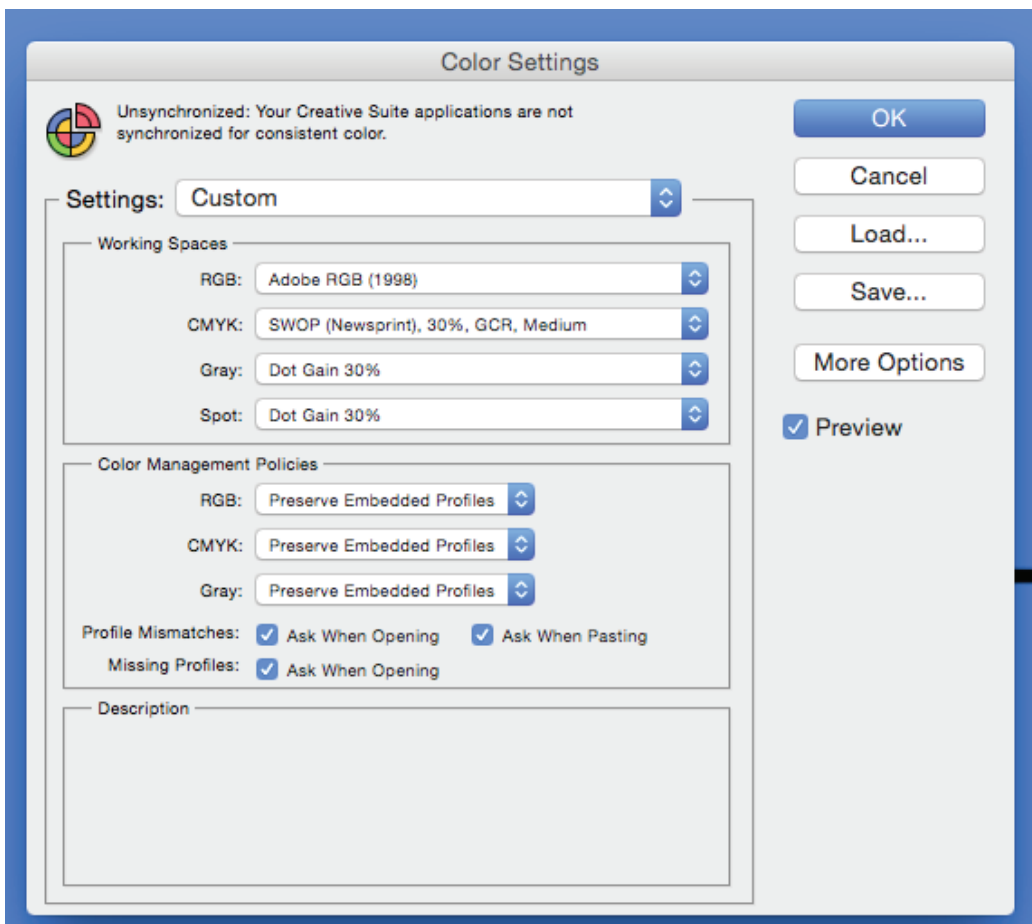 Color Settings
Unsynchronized: Your Creative Suite applications are not
synchronized for consistent color.
OK
Cancel
Load...
Save...
More Options
Preview
Settings: Custom
Working Spaces
RGB: Adobe RGB (1998)
CMYK: SWOP (Newsprint), 30%, GCR, Medium
Gray: Dot Gain 30%
Spot: Dot Gain 30%
Color Management Policies
RGB: Preserve Embedded Profiles
CMYK: Preserve Embedded Profiles
Gray: Preserve Embedded Profiles
Profile Mismatches: Ask When Opening Ask When Pasting
Missing Profiles: Ask When Opening
Description